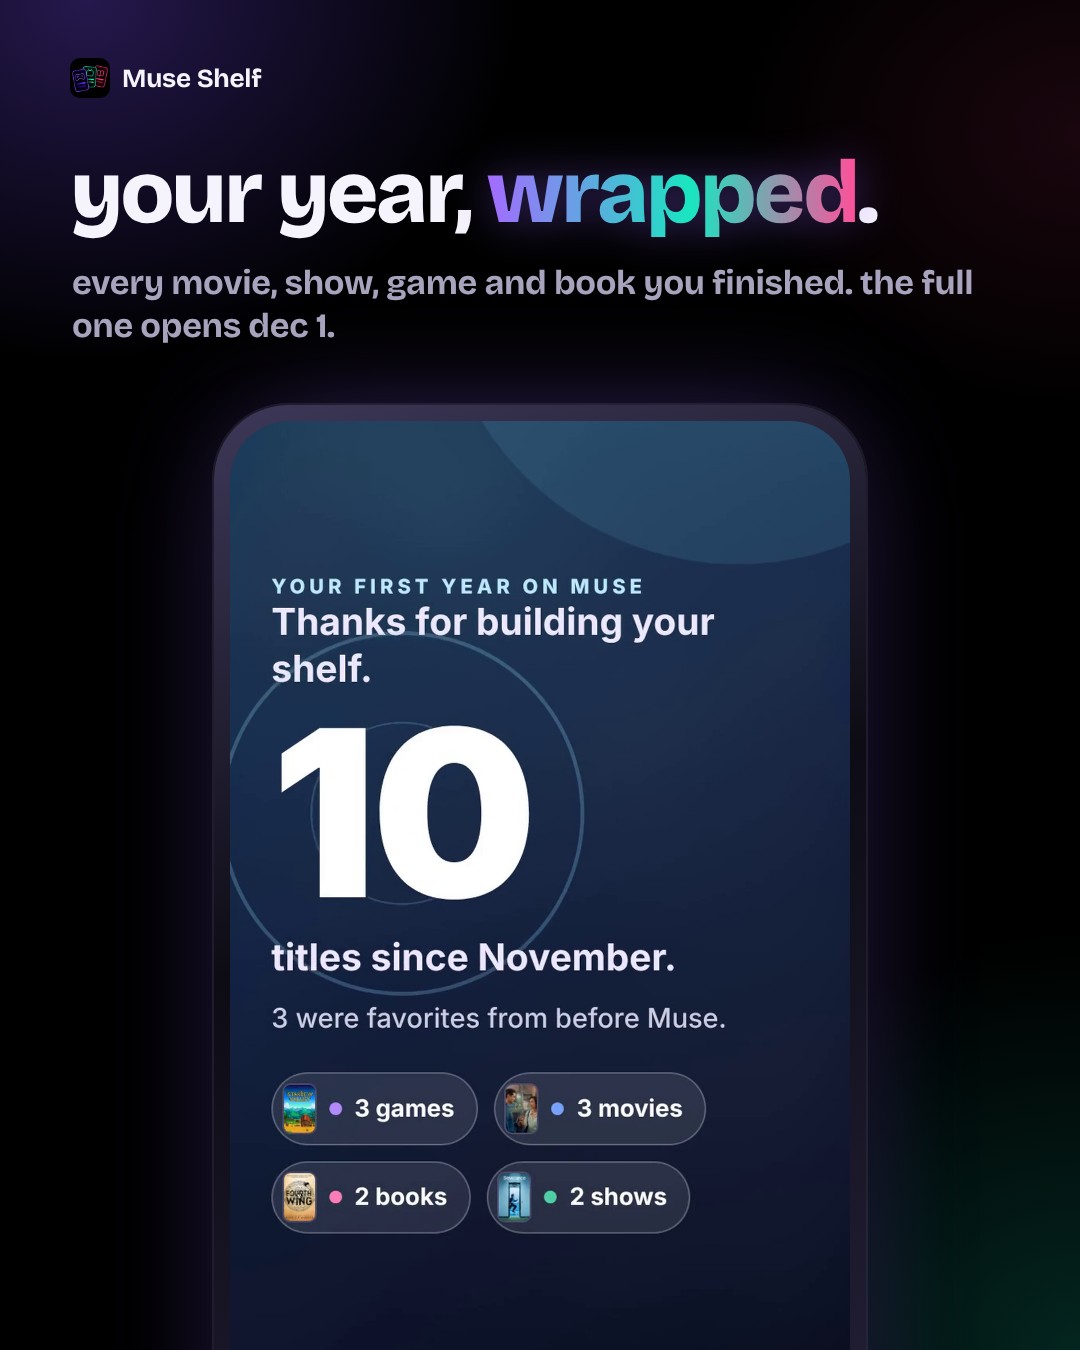 Muse Shelf
your year, wrapped.
every movie, show, game and book you finished. the full
one opens dec 1.
YOUR FIRST YEAR ON MUSE
Thanks for building your
shelf.
10
titles since November.
3 were favorites from before Muse.
3 games
3 movies
FOURTH
WING
2 books
2 shows